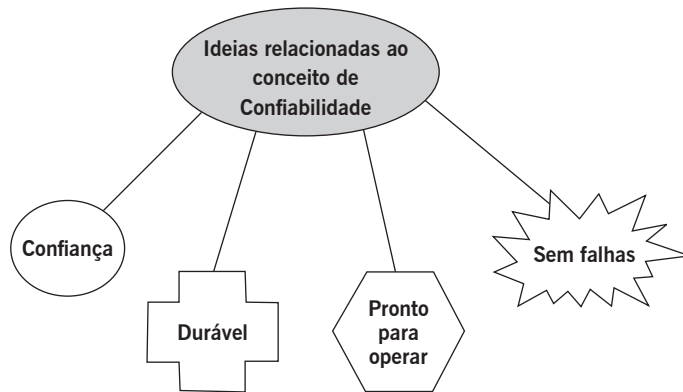 Ideias relacionadas ao
conceito de
Confiabilidade
Confiança
Durável
Pronto
para
operar
Sem falhas